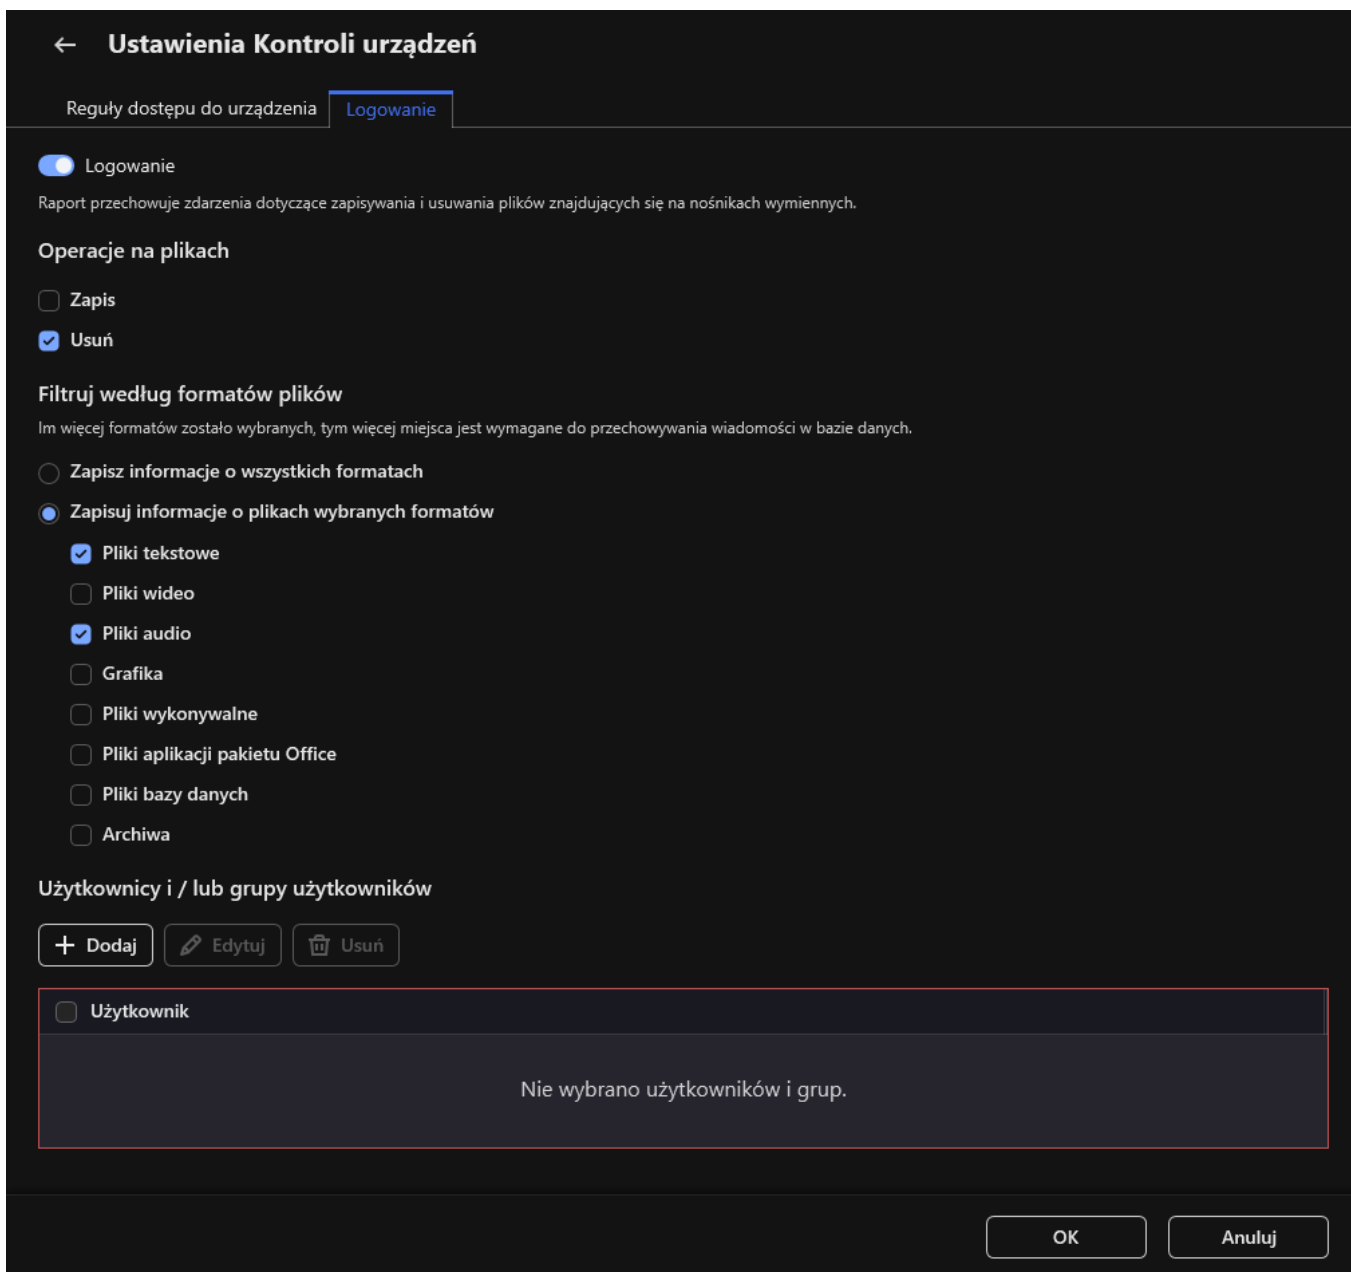 Ustawienia Kontroli urządzeń
Reguły dostępu do urządzenia
Logowanie
Logowanie
Raport przechowuje zdarzenia dotyczące zapisywania i usuwania plików znajdujących się na nośnikach wymiennych.
Operacje na plikach
Zapis
Usuń
Filtruj według formatów plików
Im więcej formatów zostało wybranych, tym więcej miejsca jest wymagane do przechowywania wiadomości w bazie danych.
Zapisz informacje o wszystkich formatach
Zapisuj informacje o plikach wybranych formatów
Pliki tekstowe
Pliki wideo
Pliki audio
Grafika
Pliki wykonywalne
Pliki aplikacji pakietu Office
Pliki bazy danych
Archiwa
Użytkownicy i / lub grupy użytkowników
Dodaj
Edytuj
Usuń
Użytkownik
Nie wybrano użytkowników i grup.
OK
Anuluj